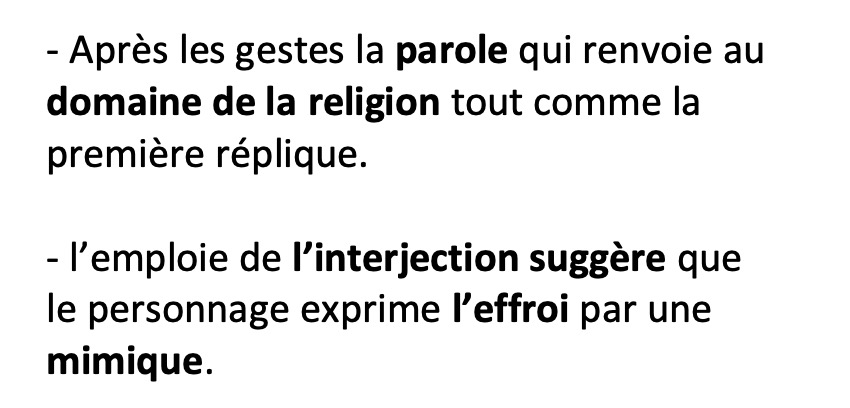 - Après les gestes la parole qui renvoie au
domaine de la religion tout comme la
première réplique.
- l’emploie de l’interjection suggère que
le personnage exprime l’effroi par une
mimique.